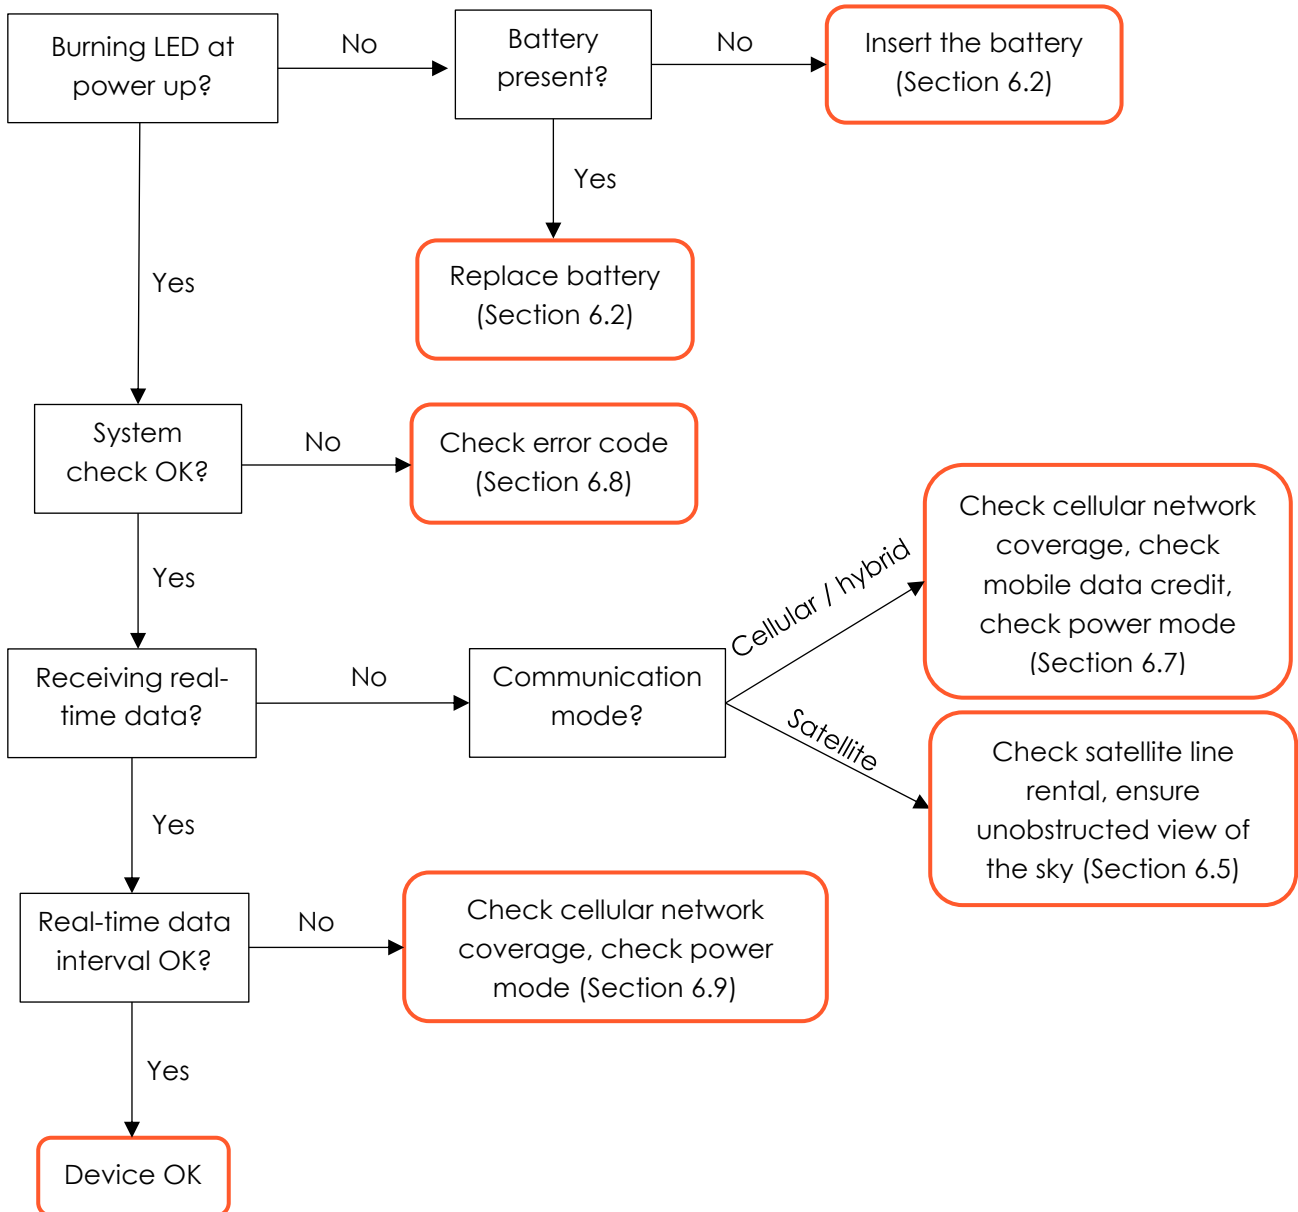 Burning LED at
power up?
No
Battery
present?
No
Insert the battery
(Section 6.2)
Yes
Replace battery
(Section 6.2)
Yes
System
check OK?
No
Check error code
(Section 6.8)
Yes
Receiving real-
time data?
No
Communication
mode?
Cellular / hybrid
Check cellular network
coverage, check
mobile data credit,
check power mode
(Section 6.7)
Satellite
Check satellite line
rental, ensure
unobstructed view of
the sky (Section 6.5)
Yes
Real-time data
interval OK?
No
Check cellular network
coverage, check power
mode (Section 6.9)
Yes
Device OK